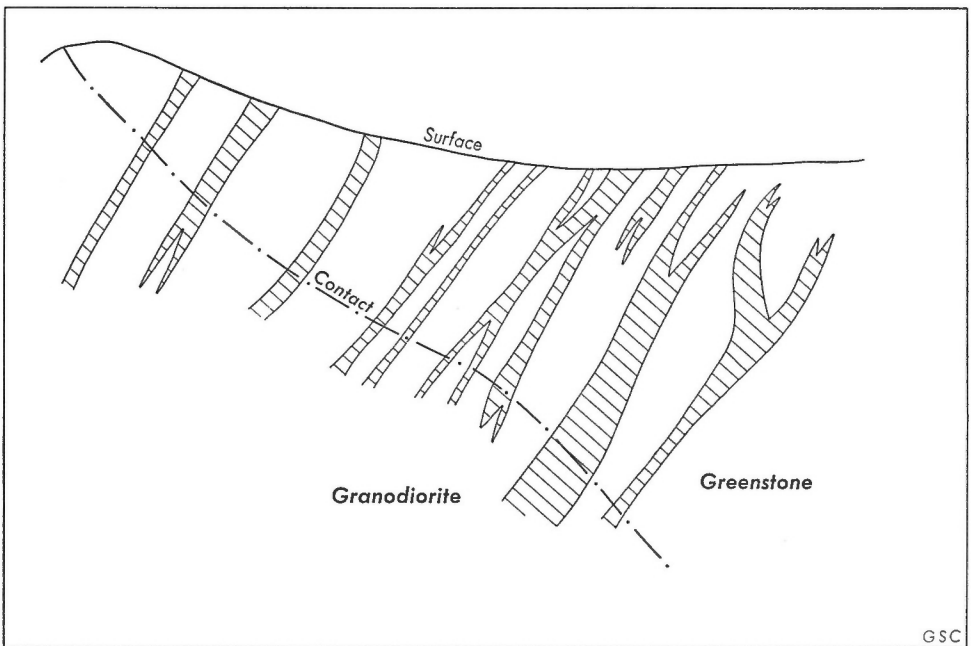 Surface
Contact
Granodiorite
Greenstone
GSC